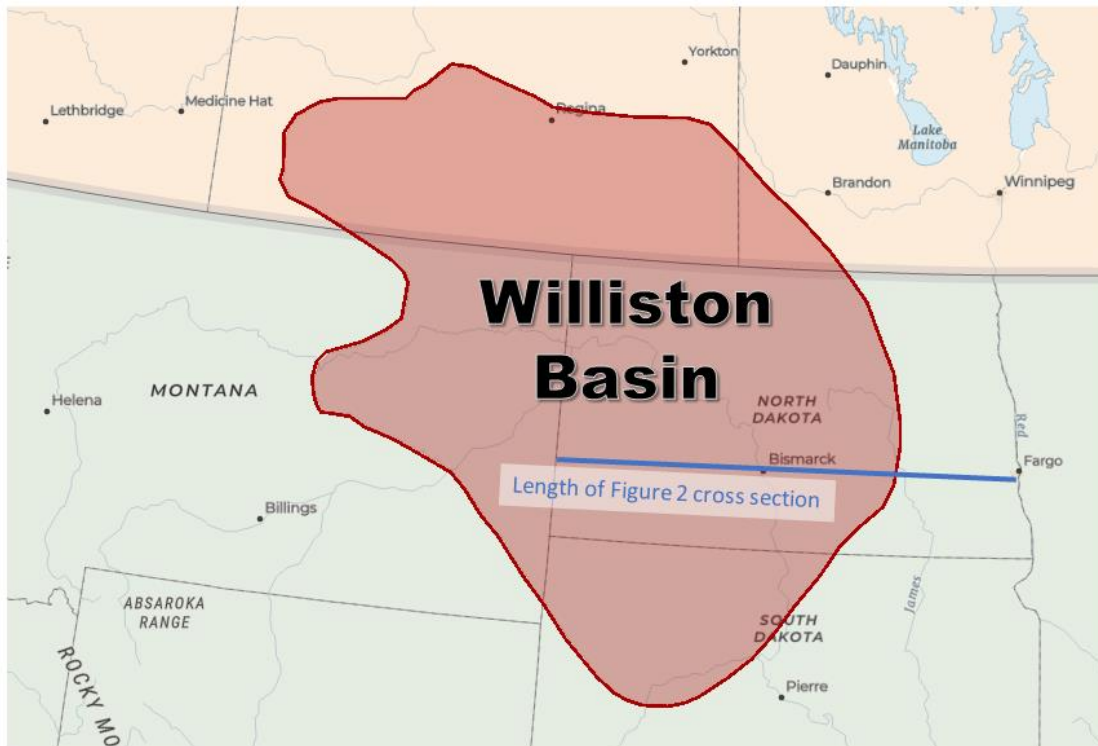 Yorkton
Dauphin
Medicine Hat
Lethbridge
Regina
Lake
Manitoba
Brandon
Winnipeg
Williston
Basin
MONTANA
Helena
NORTH
DAKOTA
Red
Bismarck
Fargo
Length of Figure 2 cross section
Billings
ABSAROKA
RANGE
James
SOUTH
DAKOTA
Pierre
ROCKY MO